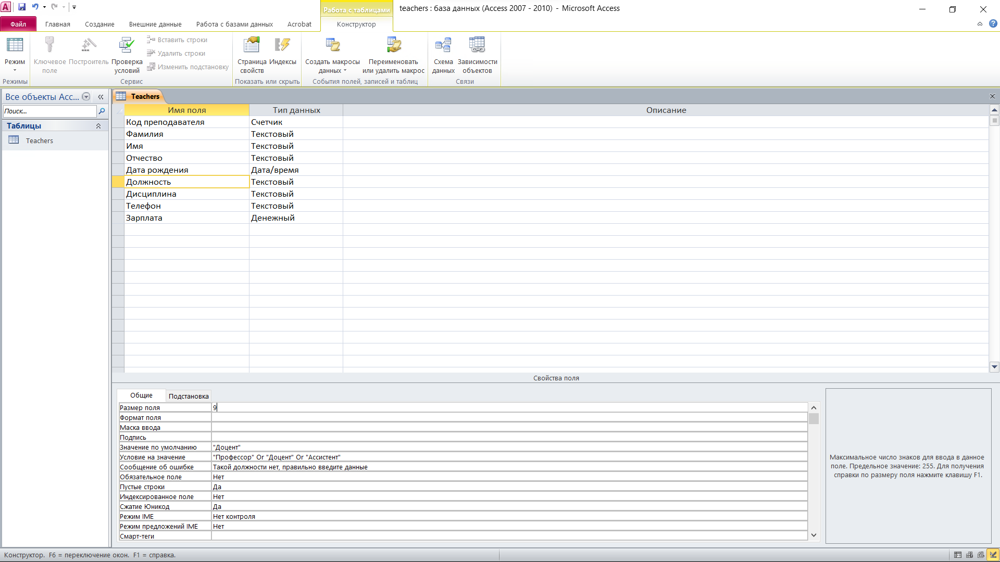 Работа с таблицами
teachers : база данных (Access 2007 - 2010) - Microsoft Access
Файл
Главная
Создание
Внешние данные
Работа с базами данных
Acrobat
Конструктор
Режим
Ключевое поле
Построитель
Проверка условий
Вставить строки
Удалить строки
Изменить подстановку
Страница свойств
Индексы
Создать макросы данных
Переименовать или удалить макрос
Схема данных
Зависимости объектов
Режимы
Сервис
Показать или скрыть
События полей, записей и таблиц
Связи
Все объекты Acc...
Поиск...
Таблицы
Teachers
Teachers
Имя поля Тип данных Описание
Код преподавателя Счетчик
Фамилия Текстовый
Имя Текстовый
Отчество Текстовый
Дата рождения Дата/время
Должность Текстовый
Дисциплина Текстовый
Телефон Текстовый
Зарплата Денежный
Свойства поля
Общие Подстановка
Размер поля 9
Формат поля
Маска ввода
Подпись
Значение по умолчанию "Доцент"
Условие на значение "Профессор" Or "Доцент" Or "Ассистент"
Сообщение об ошибке Такой должности нет, правильно введите данные
Обязательное поле Нет
Пустые строки Да
Индексированное поле Нет
Сжатие Юникод Да
Режим IME Нет контроля
Режим предложений IME Нет
Смарт-теги
Максимальное число знаков для ввода в данное
поле. Предельное значение: 255. Для получения
справки по размеру поля нажмите клавишу F1.
Конструктор. F6 = переключение окон. F1 = справка.